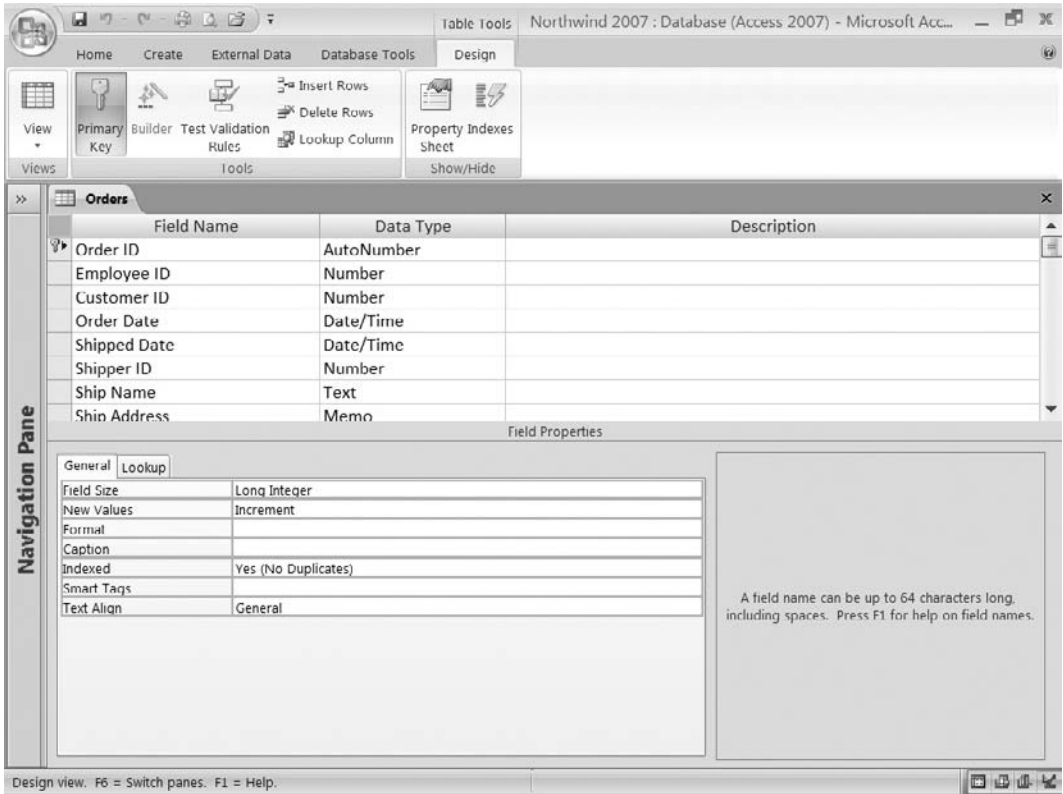 Table Tools
Northwind 2007 : Database (Access 2007) - Microsoft Acc...
Home Create External Data Database Tools Design
View
Primary Key
Builder
Test Validation Rules
Insert Rows
Delete Rows
Lookup Column
Property Sheet
Indexes
Views Tools Show/Hide
Orders
Navigation Pane
Field Name Data Type Description
Order ID AutoNumber
Employee ID Number
Customer ID Number
Order Date Date/Time
Shipped Date Date/Time
Shipper ID Number
Ship Name Text
Ship Address Memo
Field Properties
General Lookup
Field Size Long Integer
New Values Increment
Format
Caption
Indexed Yes (No Duplicates)
Smart Tags
Text Align General
A field name can be up to 64 characters long,
including spaces. Press F1 for help on field names.
Design view. F6 = Switch panes. F1 = Help.